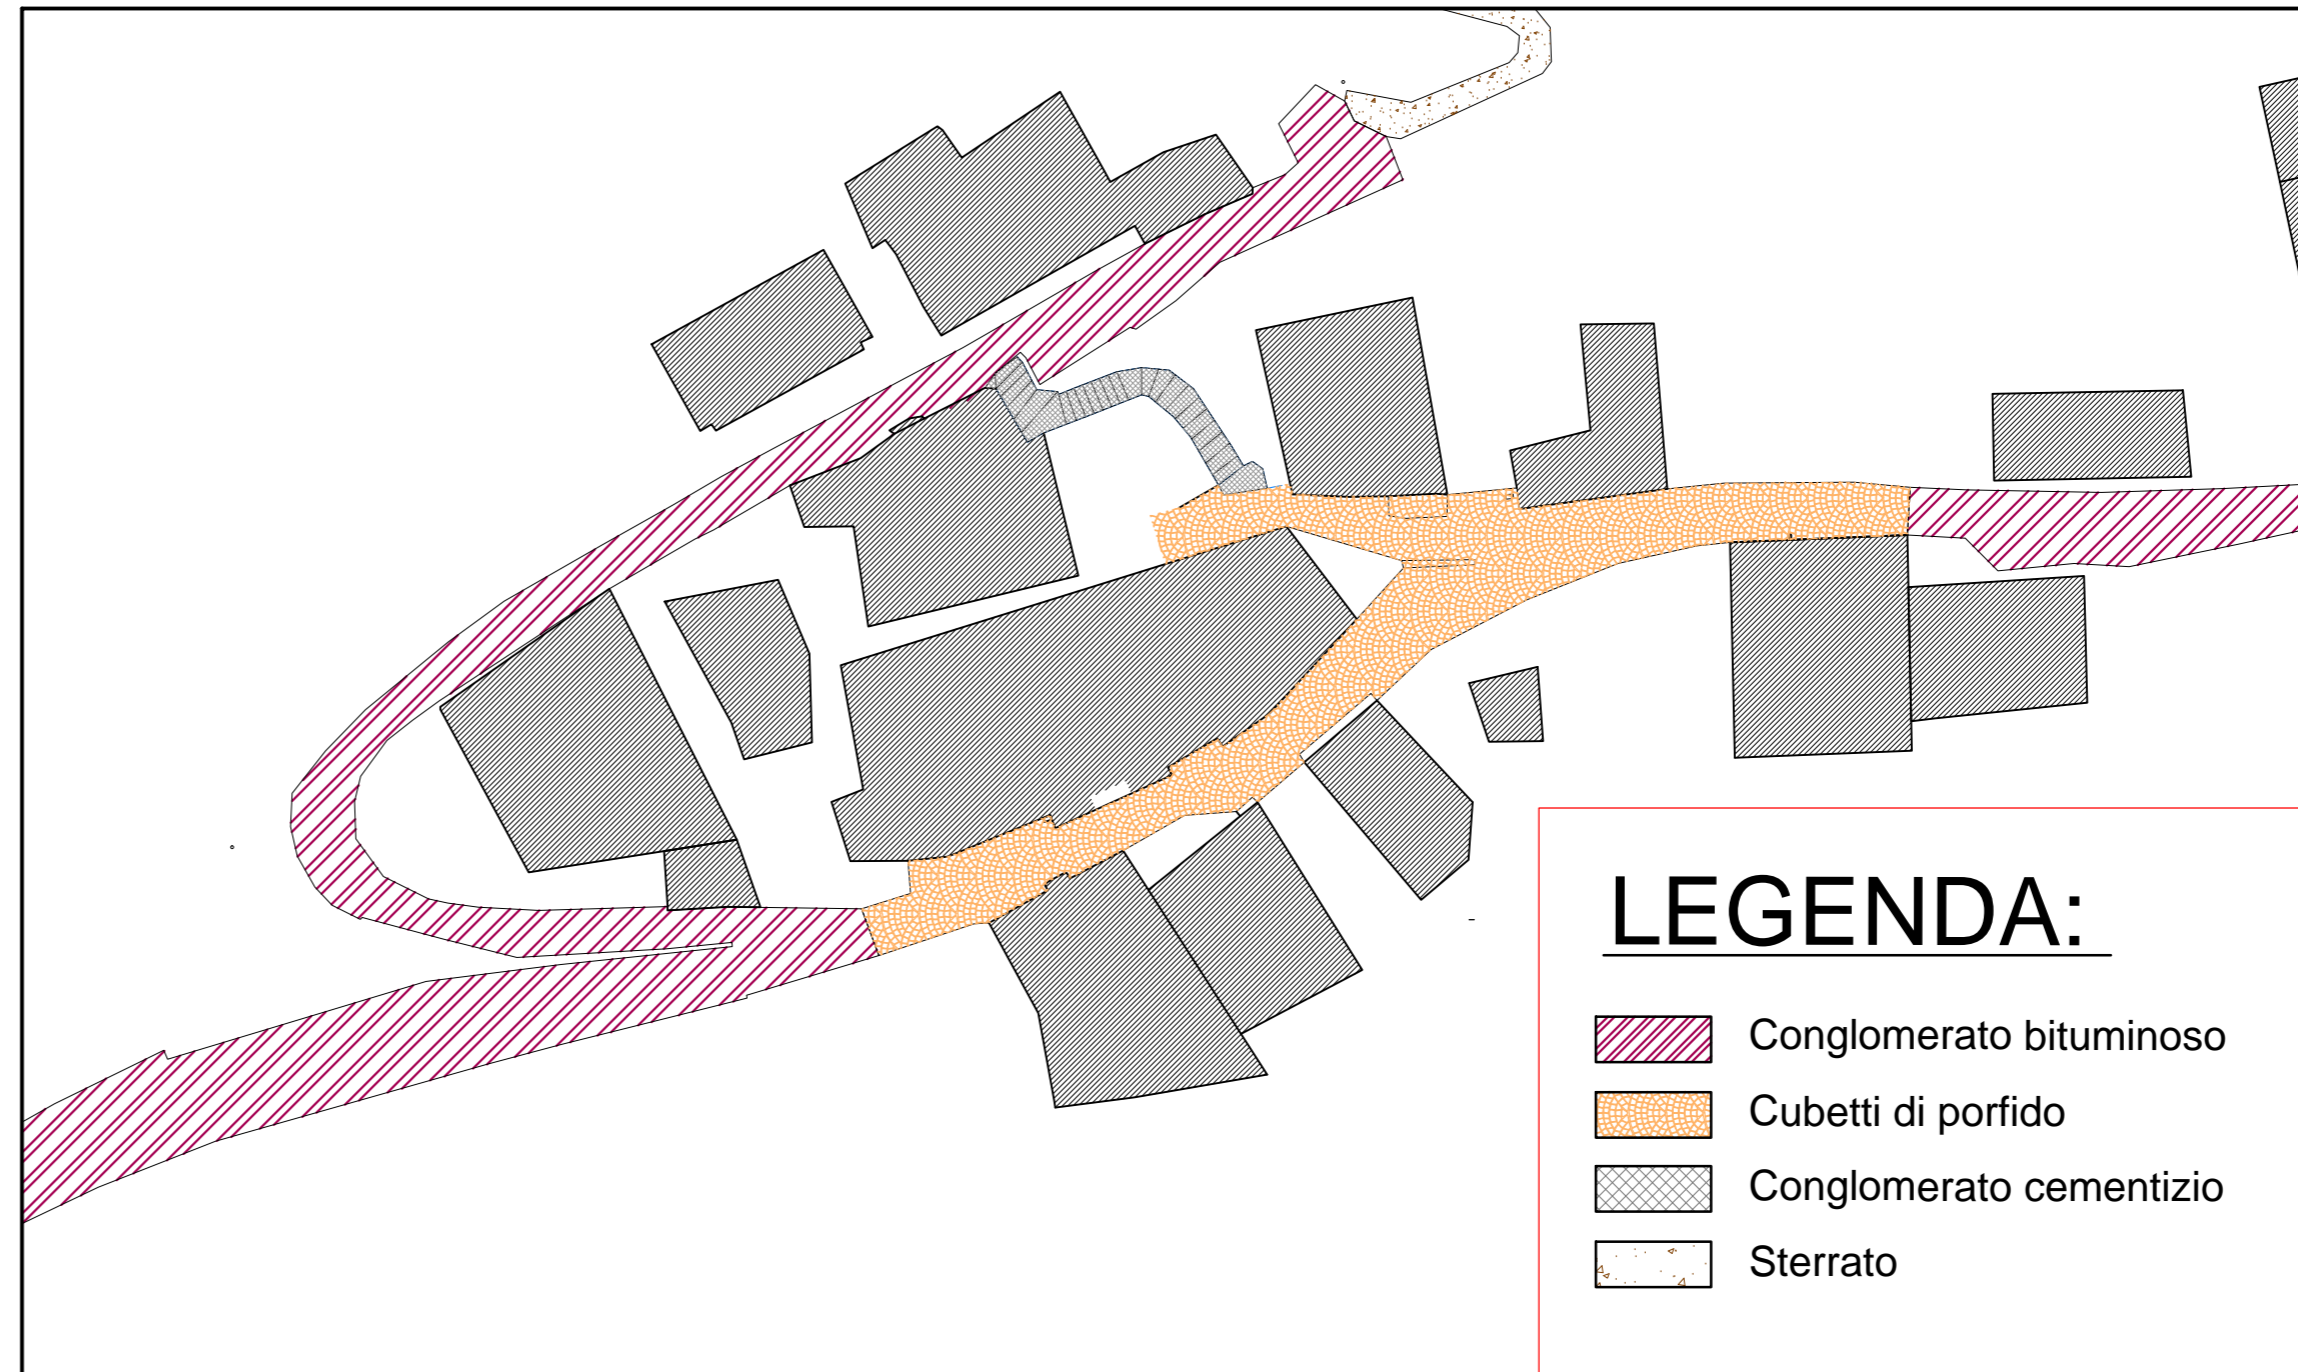 LEGENDA:
Conglomerato bituminoso
Cubetti di porfido
Conglomerato cementizio
Sterrato